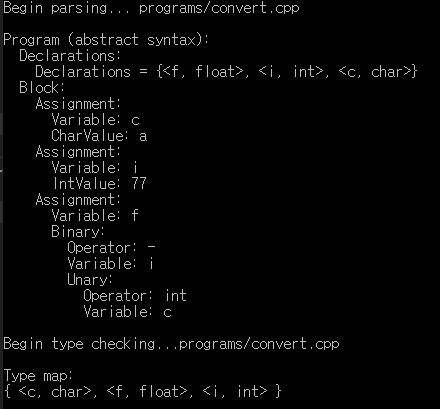 Begin parsing... programs/convert.cpp
Program (abstract syntax):
Declarations:
Declarations = {<f, float>, <i, int>, <c, char>}
Block:
Assignment:
Variable: c
CharValue: a
Assignment:
Variable: i
IntValue: 77
Assignment:
Variable: f
Binary:
Operator: -
Variable: i
Unary:
Operator: int
Variable: c
Begin type checking...programs/convert.cpp
Type map:
{ <c, char>, <f, float>, <i, int> }